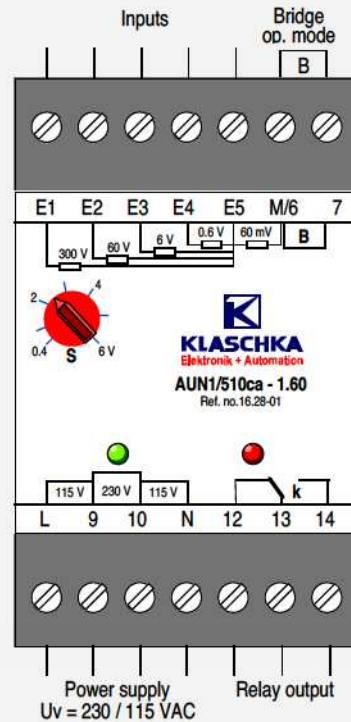 Inputs
Bridge
op. mode
B
E1 E2 E3 E4 E5 M/6 7
300 V 60 V 6 V 0.6 V 60 mV B
2 4
0.4 S 6 V
K
KLASCHKA
Elektronik + Automation
AUN1/510ca - 1.60
Ref. no.16.28-01
115 V 230 V 115 V k
L 9 10 N 12 13 14
Power supply
Uv = 230 / 115 VAC
Relay output